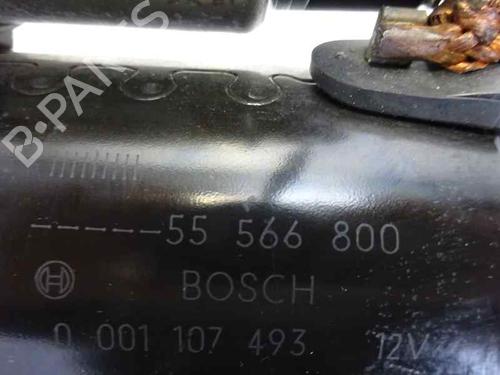 B-PARTS
-----55 566 800
BOSCH
0 001 107 493 12V